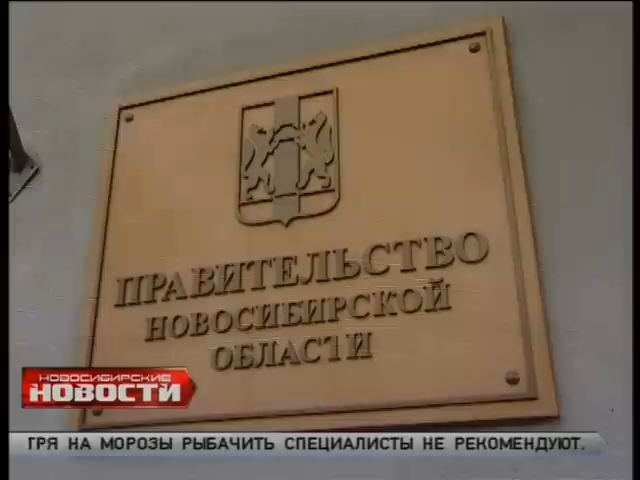 ПРАВИТЕЛЬСТВО
НОВОСИБИРСКОЙ
ОБЛАСТИ
НОВОСИБИРСКИЕ
НОВОСТИ
ГРЯ НА МОРОЗЫ РЫБАЧИТЬ СПЕЦИАЛИСТЫ НЕ РЕКОМЕНДУЮТ.